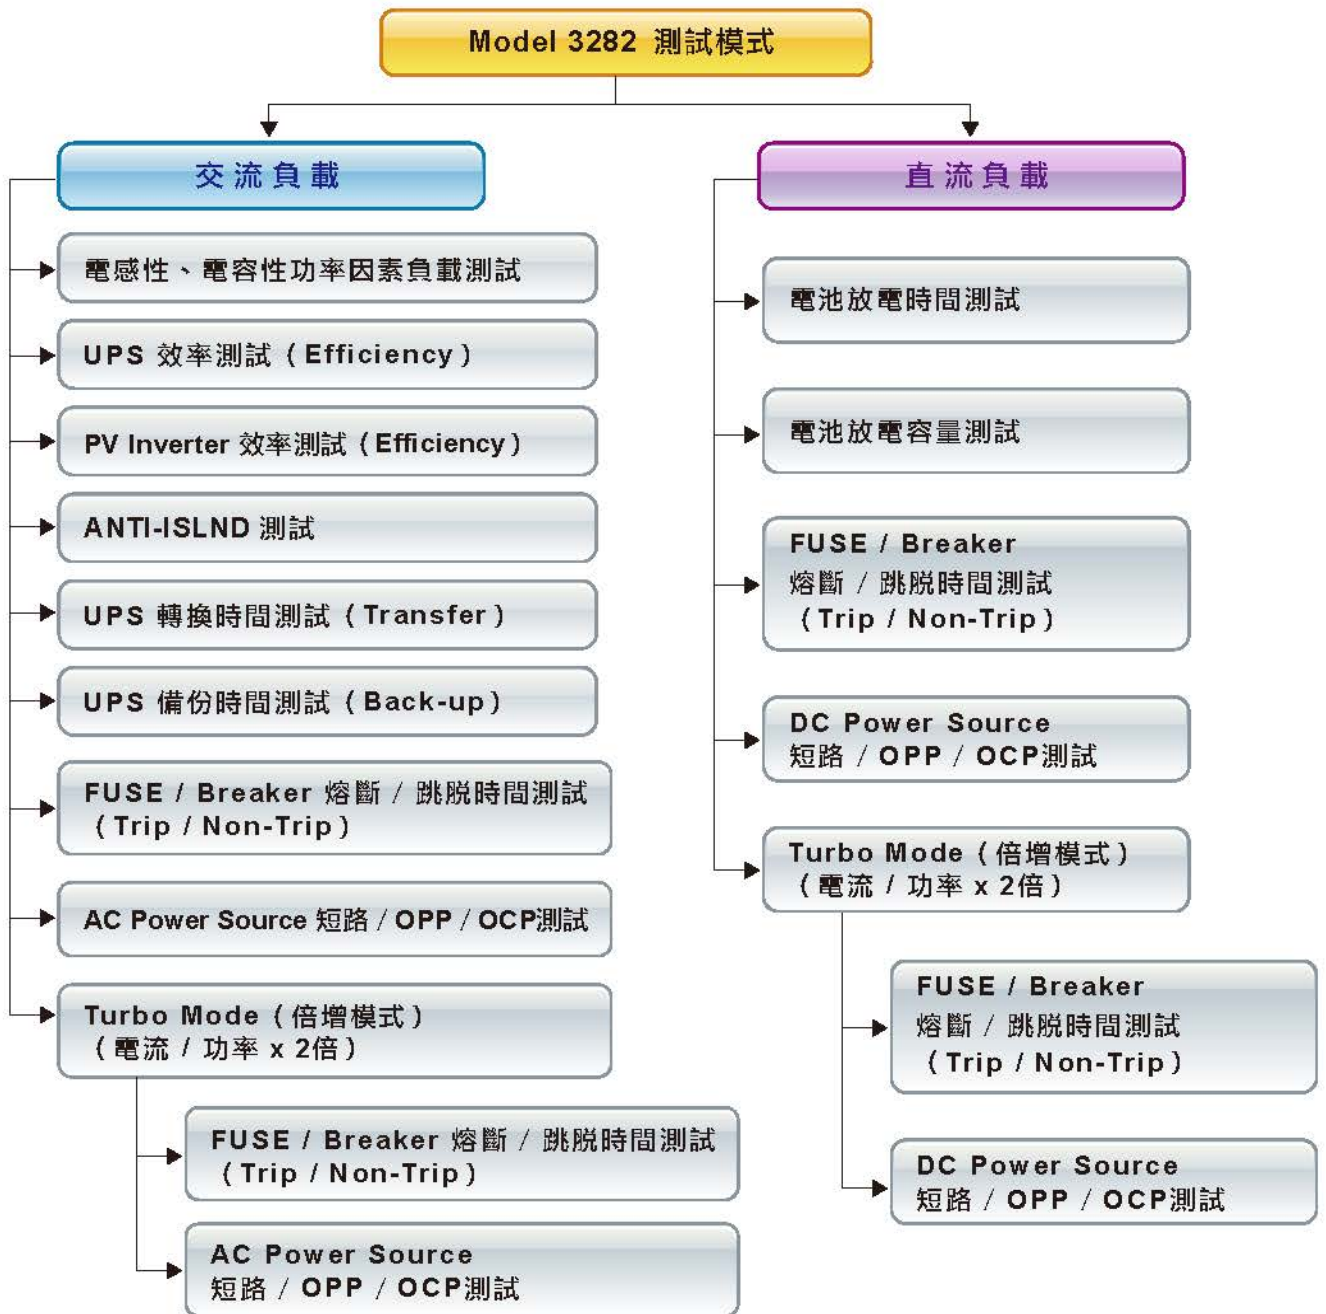 Model 3282 測試模式
交流負載
電感性、電容性功率因素負載測試
UPS 效率測試（Efficiency）
PV Inverter 效率測試（Efficiency）
ANTI-ISLND 測試
UPS 轉換時間測試（Transfer）
UPS 備份時間測試（Back-up）
FUSE / Breaker 熔斷 / 跳脫時間測試
（Trip / Non-Trip）
AC Power Source 短路 / OPP / OCP測試
Turbo Mode（倍增模式）
（電流 / 功率 x 2倍）
FUSE / Breaker 熔斷 / 跳脫時間測試
（Trip / Non-Trip）
AC Power Source
短路 / OPP / OCP測試
直流負載
電池放電時間測試
電池放電容量測試
FUSE / Breaker
熔斷 / 跳脫時間測試
（Trip / Non-Trip）
DC Power Source
短路 / OPP / OCP測試
Turbo Mode（倍增模式）
（電流 / 功率 x 2倍）
FUSE / Breaker
熔斷 / 跳脫時間測試
（Trip / Non-Trip）
DC Power Source
短路 / OPP / OCP測試